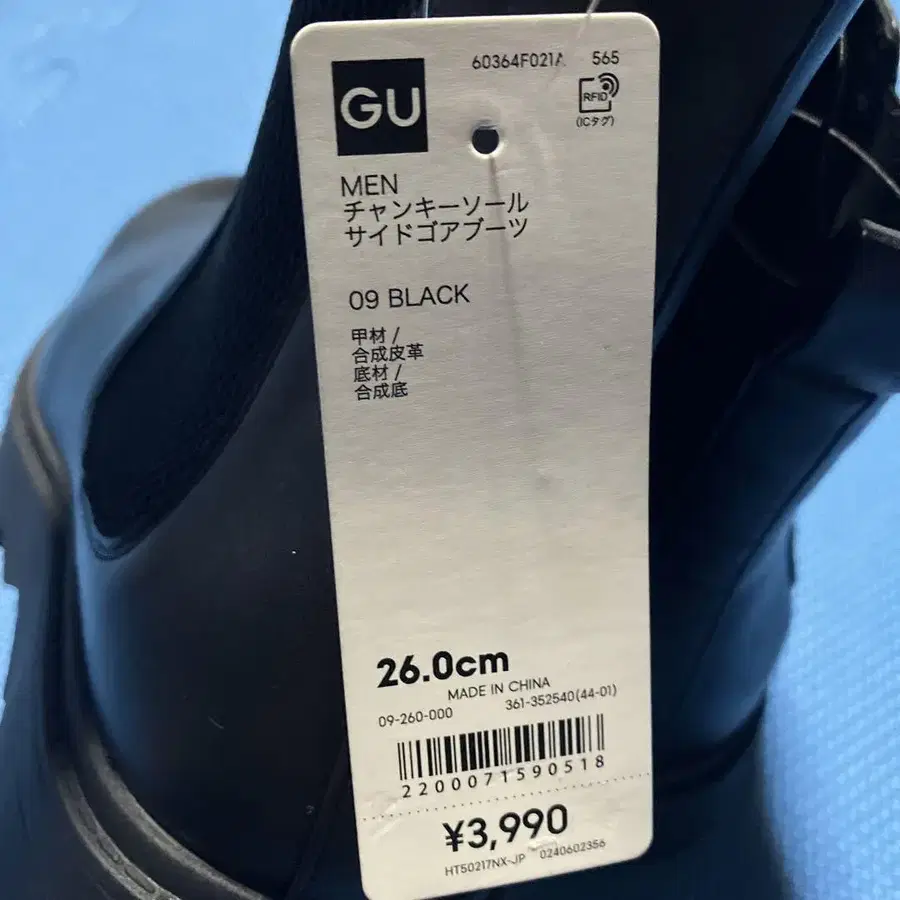 60364F021A 565
GU
RFID
(ICタグ)
MEN
チャンキーソール
サイドゴアブーツ
09 BLACK
甲材 /
合成皮革
底材 /
合成底
26.0cm
MADE IN CHINA
09-260-000 361-352540(44-01)
2200071590518
¥3,990
HT50217NX-JP 0240602356